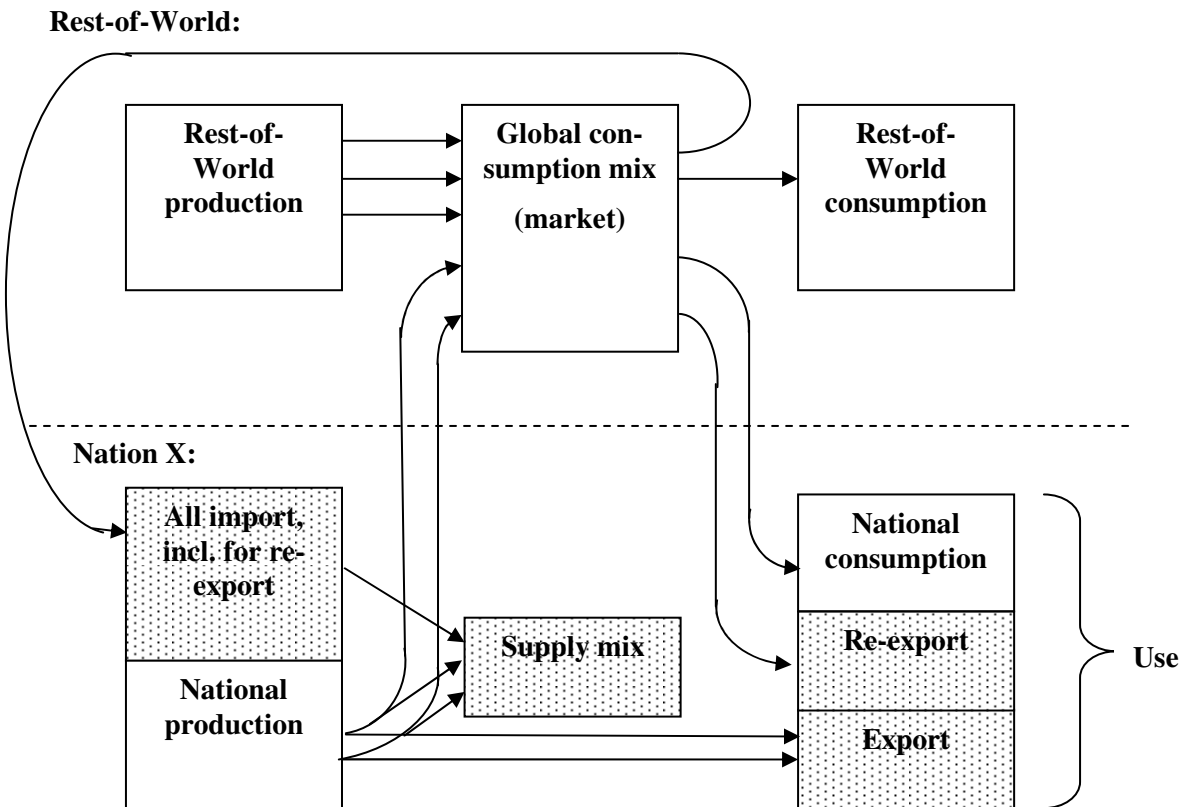 Rest-of-World:
Rest-of-
World
production
Global con-
sumption mix
(market)
Rest-of-
World
consumption
Nation X:
All import,
incl. for re-
export
National
production
Supply mix
National
consumption
Re-export
Export
Use